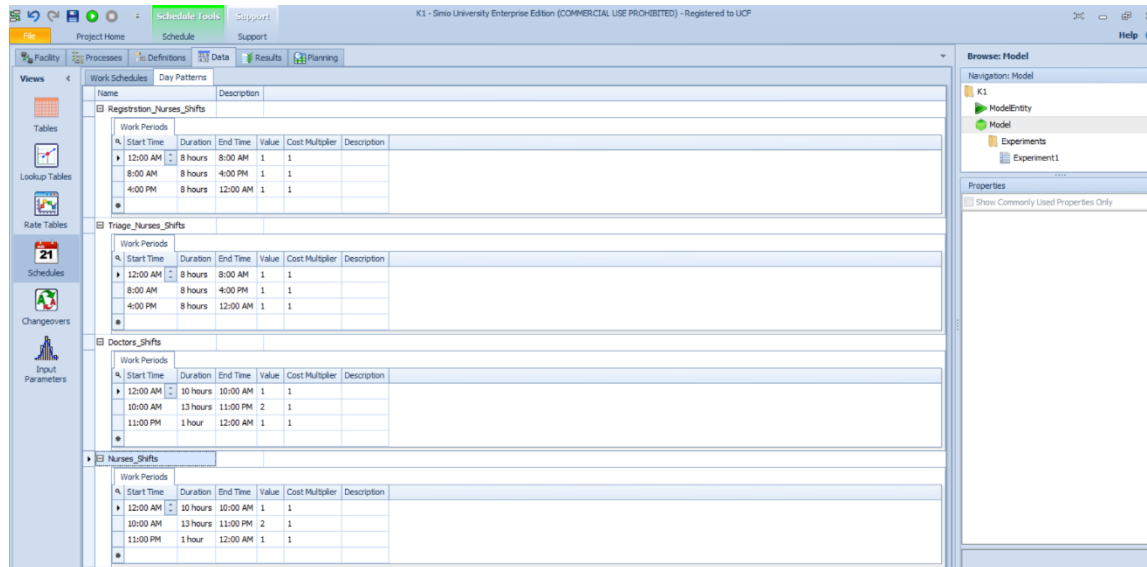 K1 - Simio University Enterprise Edition (COMMERCIAL USE PROHIBITED) - Registered to UCF
Schedule Tools Support
File Project Home Schedule Support Help
Facility Processes Definitions Data Results Planning
Browse: Model
Views
Work Schedules Day Patterns
Navigation: Model
Name Description
K1
Registrstion_Nurses_Shifts
ModelEntity
Tables
Work Periods
Model
Start Time Duration End Time Value Cost Multiplier Description
Experiments
12:00 AM 8 hours 8:00 AM 1 1
Experiment1
Lookup Tables
8:00 AM 8 hours 4:00 PM 1 1
4:00 PM 8 hours 12:00 AM 1 1
Properties
Show Commonly Used Properties Only
Rate Tables
Triage_Nurses_Shifts
Work Periods
21
Start Time Duration End Time Value Cost Multiplier Description
Schedules
12:00 AM 8 hours 8:00 AM 1 1
8:00 AM 8 hours 4:00 PM 1 1
4:00 PM 8 hours 12:00 AM 1 1
Changeovers
Doctors_Shifts
Work Periods
Input
Parameters
Start Time Duration End Time Value Cost Multiplier Description
12:00 AM 10 hours 10:00 AM 1 1
10:00 AM 13 hours 11:00 PM 2 1
11:00 PM 1 hour 12:00 AM 1 1
Nurses_Shifts
Work Periods
Start Time Duration End Time Value Cost Multiplier Description
12:00 AM 10 hours 10:00 AM 1 1
10:00 AM 13 hours 11:00 PM 2 1
11:00 PM 1 hour 12:00 AM 1 1